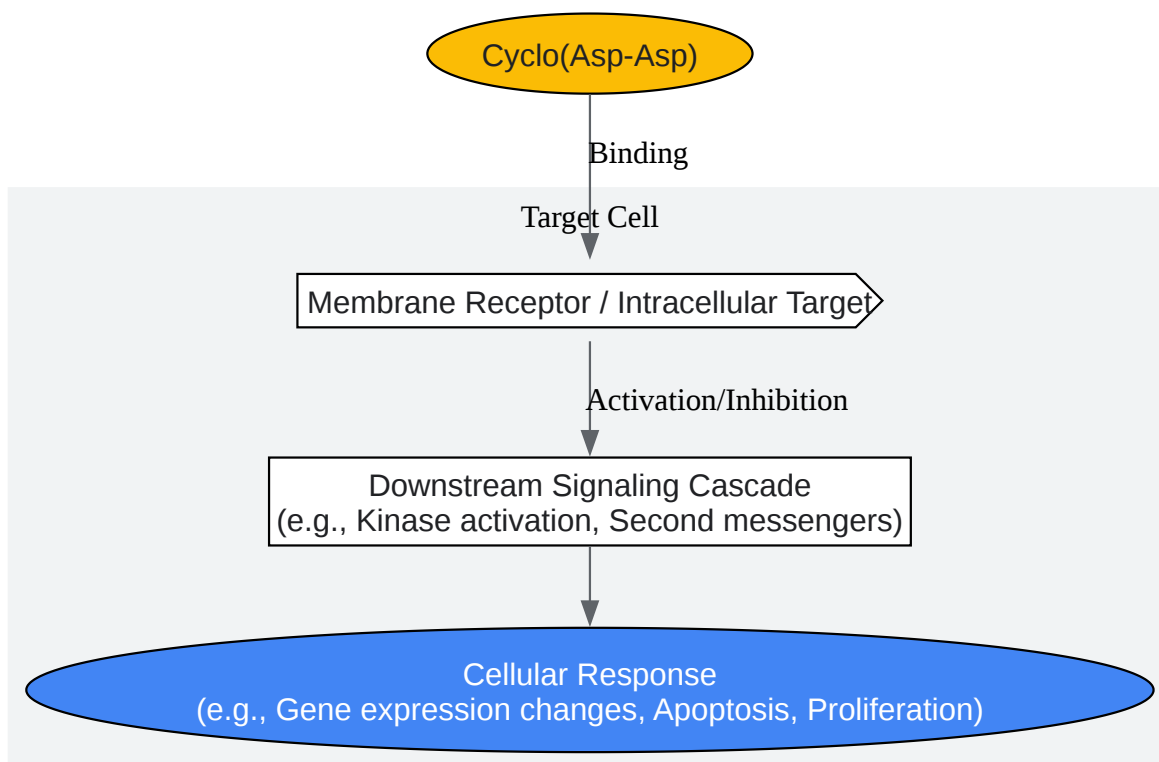 Cyclo(Asp-Asp)
Binding
Target Cell
Membrane Receptor / Intracellular Target
Activation/Inhibition
Downstream Signaling Cascade
(e.g., Kinase activation, Second messengers)
Cellular Response
(e.g., Gene expression changes, Apoptosis, Proliferation)